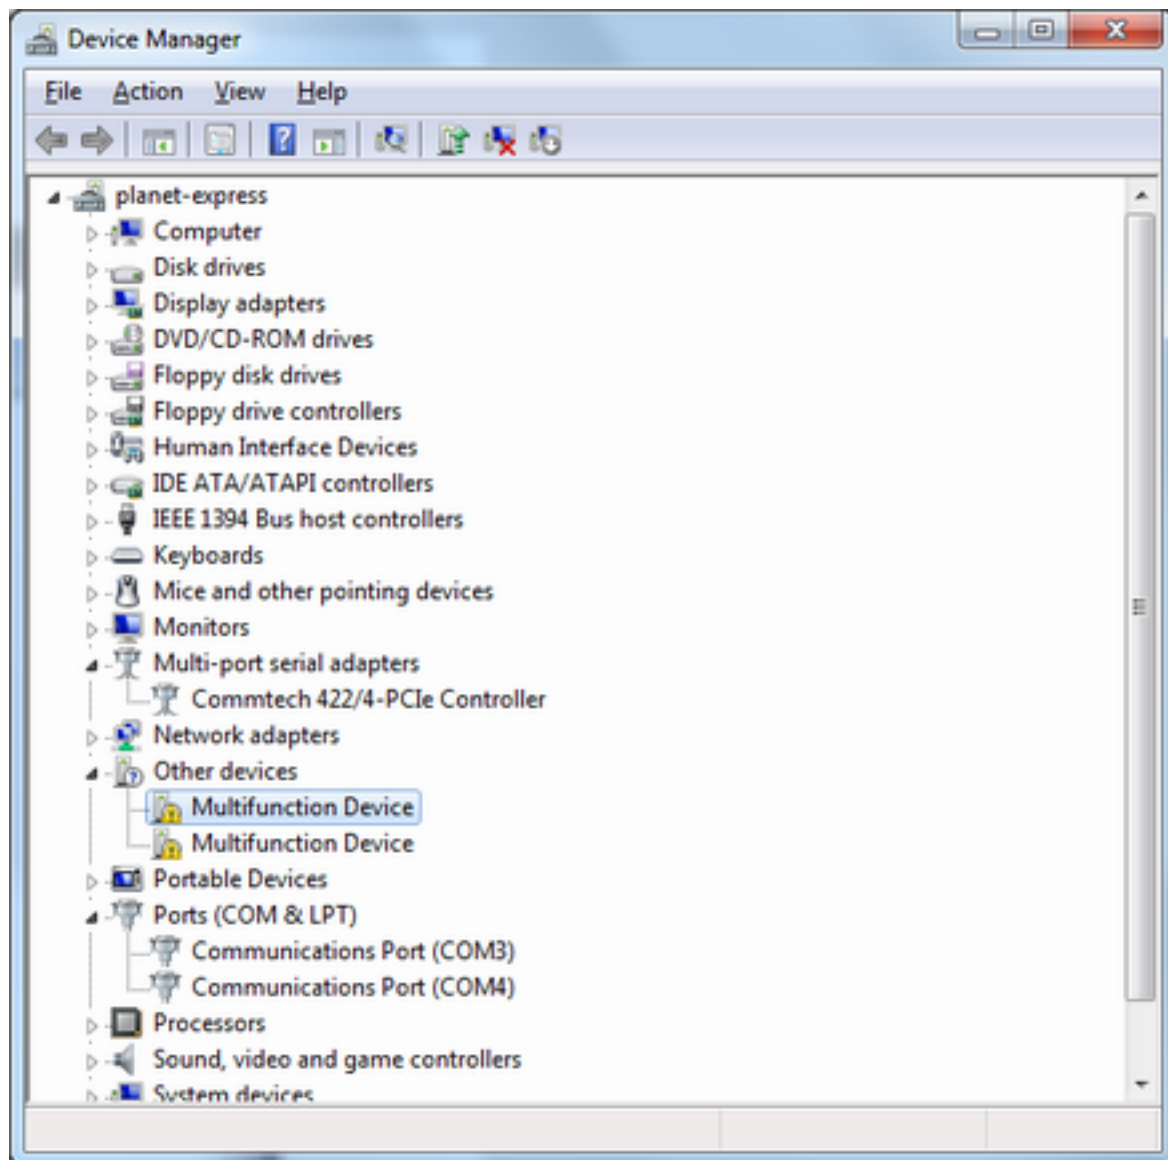 Device Manager
File Action View Help
planet-express
Computer
Disk drives
Display adapters
DVD/CD-ROM drives
Floppy disk drives
Floppy drive controllers
Human Interface Devices
IDE ATA/ATAPI controllers
IEEE 1394 Bus host controllers
Keyboards
Mice and other pointing devices
Monitors
Multi-port serial adapters
Commtech 422/4-PCIe Controller
Network adapters
Other devices
Multifunction Device
Multifunction Device
Portable Devices
Ports (COM & LPT)
Communications Port (COM3)
Communications Port (COM4)
Processors
Sound, video and game controllers
System devices